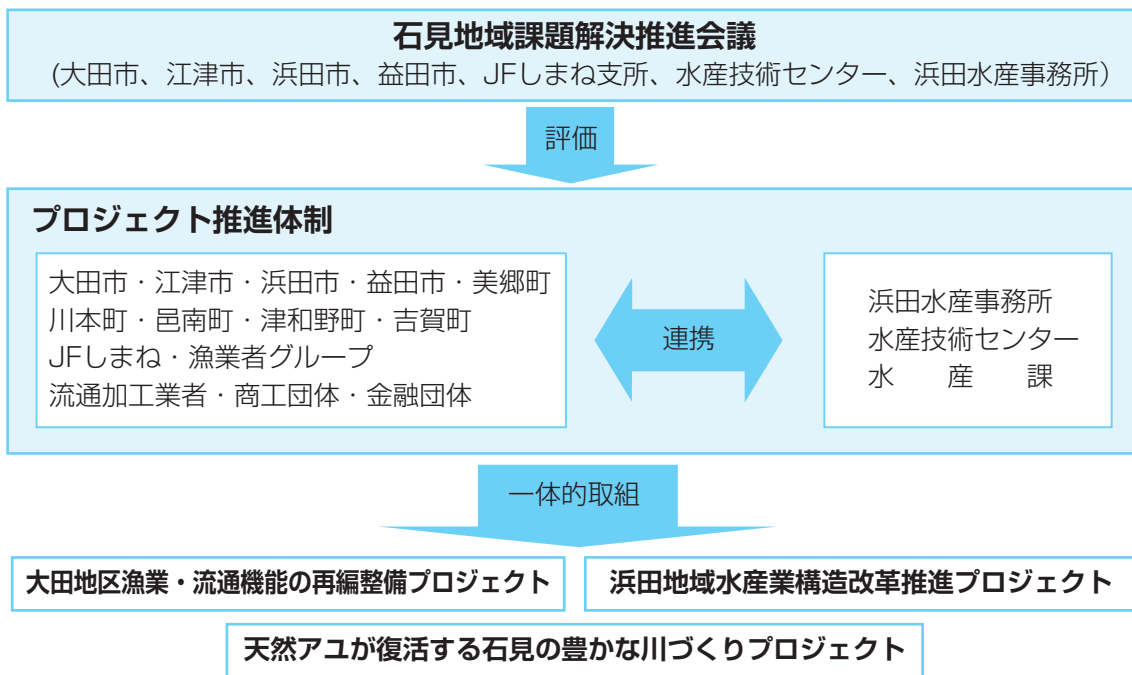 石見地域課題解決推進会議
(大田市、江津市、浜田市、益田市、JFしまね支所、水産技術センター、浜田水産事務所)
評価
プロジェクト推進体制
大田市・江津市・浜田市・益田市・美郷町
川本町・邑南町・津和野町・吉賀町
JFしまね・漁業者グループ
流通加工業者・商工団体・金融団体
連携
浜田水産事務所
水産技術センター
水　産　課
一体的取組
大田地区漁業・流通機能の再編整備プロジェクト
浜田地域水産業構造改革推進プロジェクト
天然アユが復活する石見の豊かな川づくりプロジェクト